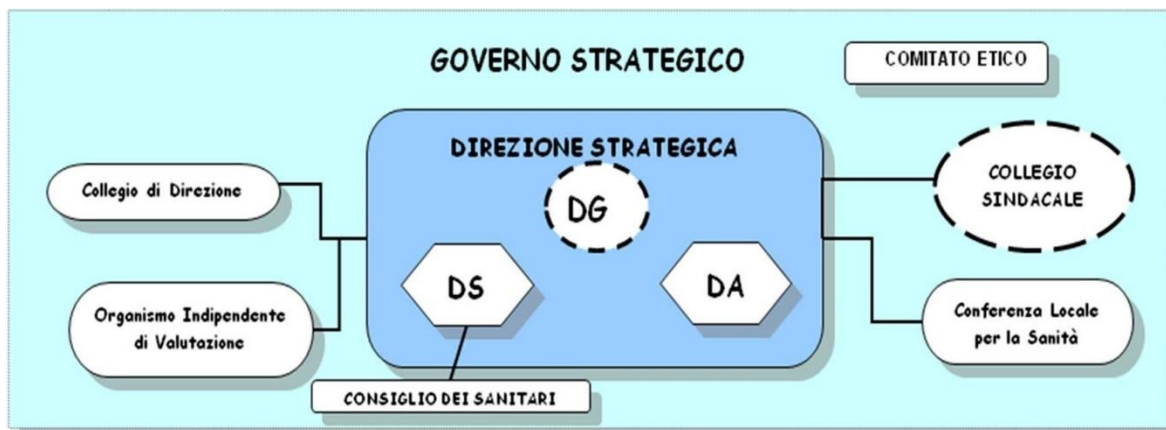 GOVERNO STRATEGICO
COMITATO ETICO
DIREZIONE STRATEGICA
Collegio di Direzione
DG
COLLEGIO
SINDACALE
DS
DA
Organismo Indipendente
di Valutazione
Conferenza Locale
per la Sanità
CONSIGLIO DEI SANITARI